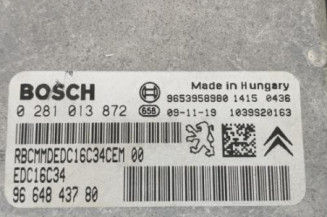 BOSCH
Made in Hungary
9653958980 1415 0436
0 281 013 872 658 09-11-19 1039S20163
RBCMMDEDC16C34CEM 00
EDC16C34
96 648 437 80